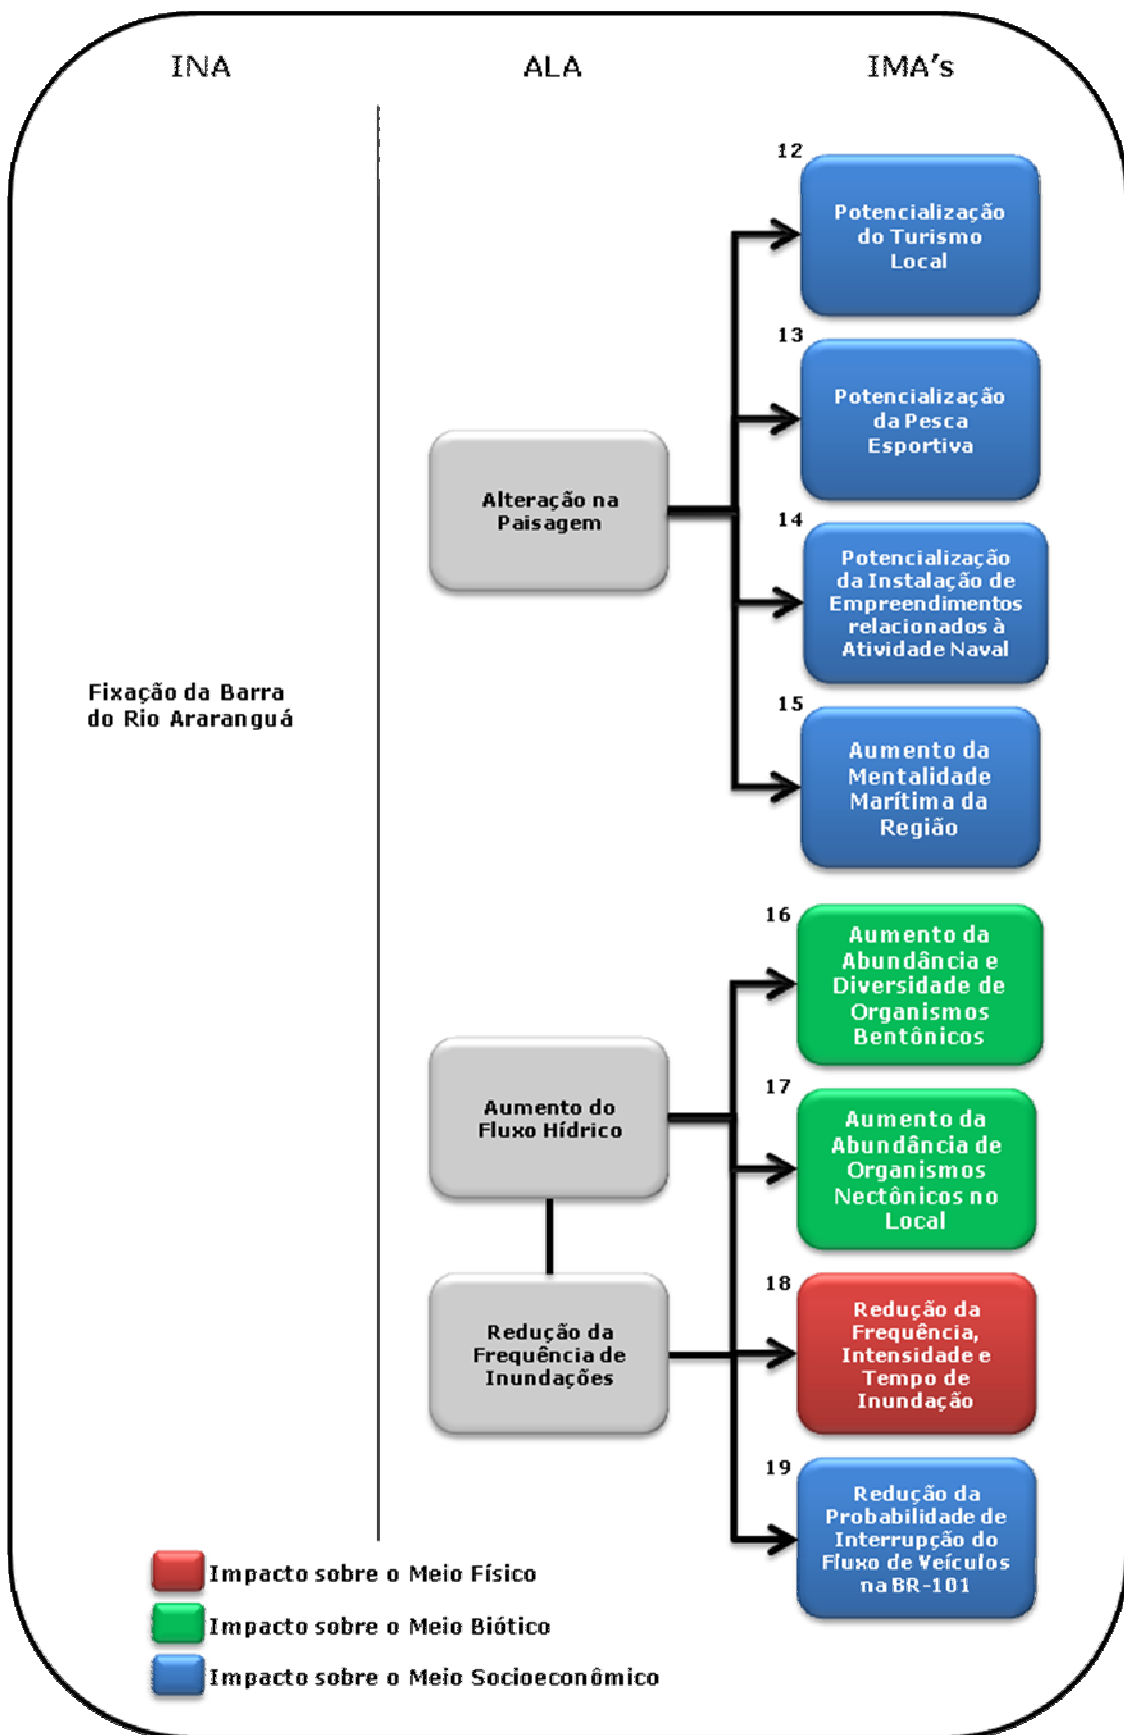 INA
ALA
IMA's
Fixação da Barra
do Rio Araranguá
Alteração na
Paisagem
12
Potencialização
do Turismo
Local
13
Potencialização
da Pesca
Esportiva
14
Potencialização
da Instalação de
Empreendimentos
relacionados à
Atividade Naval
15
Aumento da
Mentalidade
Marítima da
Região
Aumento do
Fluxo Hídrico
Redução da
Frequência de
Inundações
16
Aumento da
Abundância e
Diversidade de
Organismos
Bentônicos
17
Aumento da
Abundância de
Organismos
Nectônicos no
Local
18
Redução da
Frequência,
Intensidade e
Tempo de
Inundação
19
Redução da
Probabilidade de
Interrupção do
Fluxo de Veículos
na BR-101
Impacto sobre o Meio Físico
Impacto sobre o Meio Biótico
Impacto sobre o Meio Socioeconômico